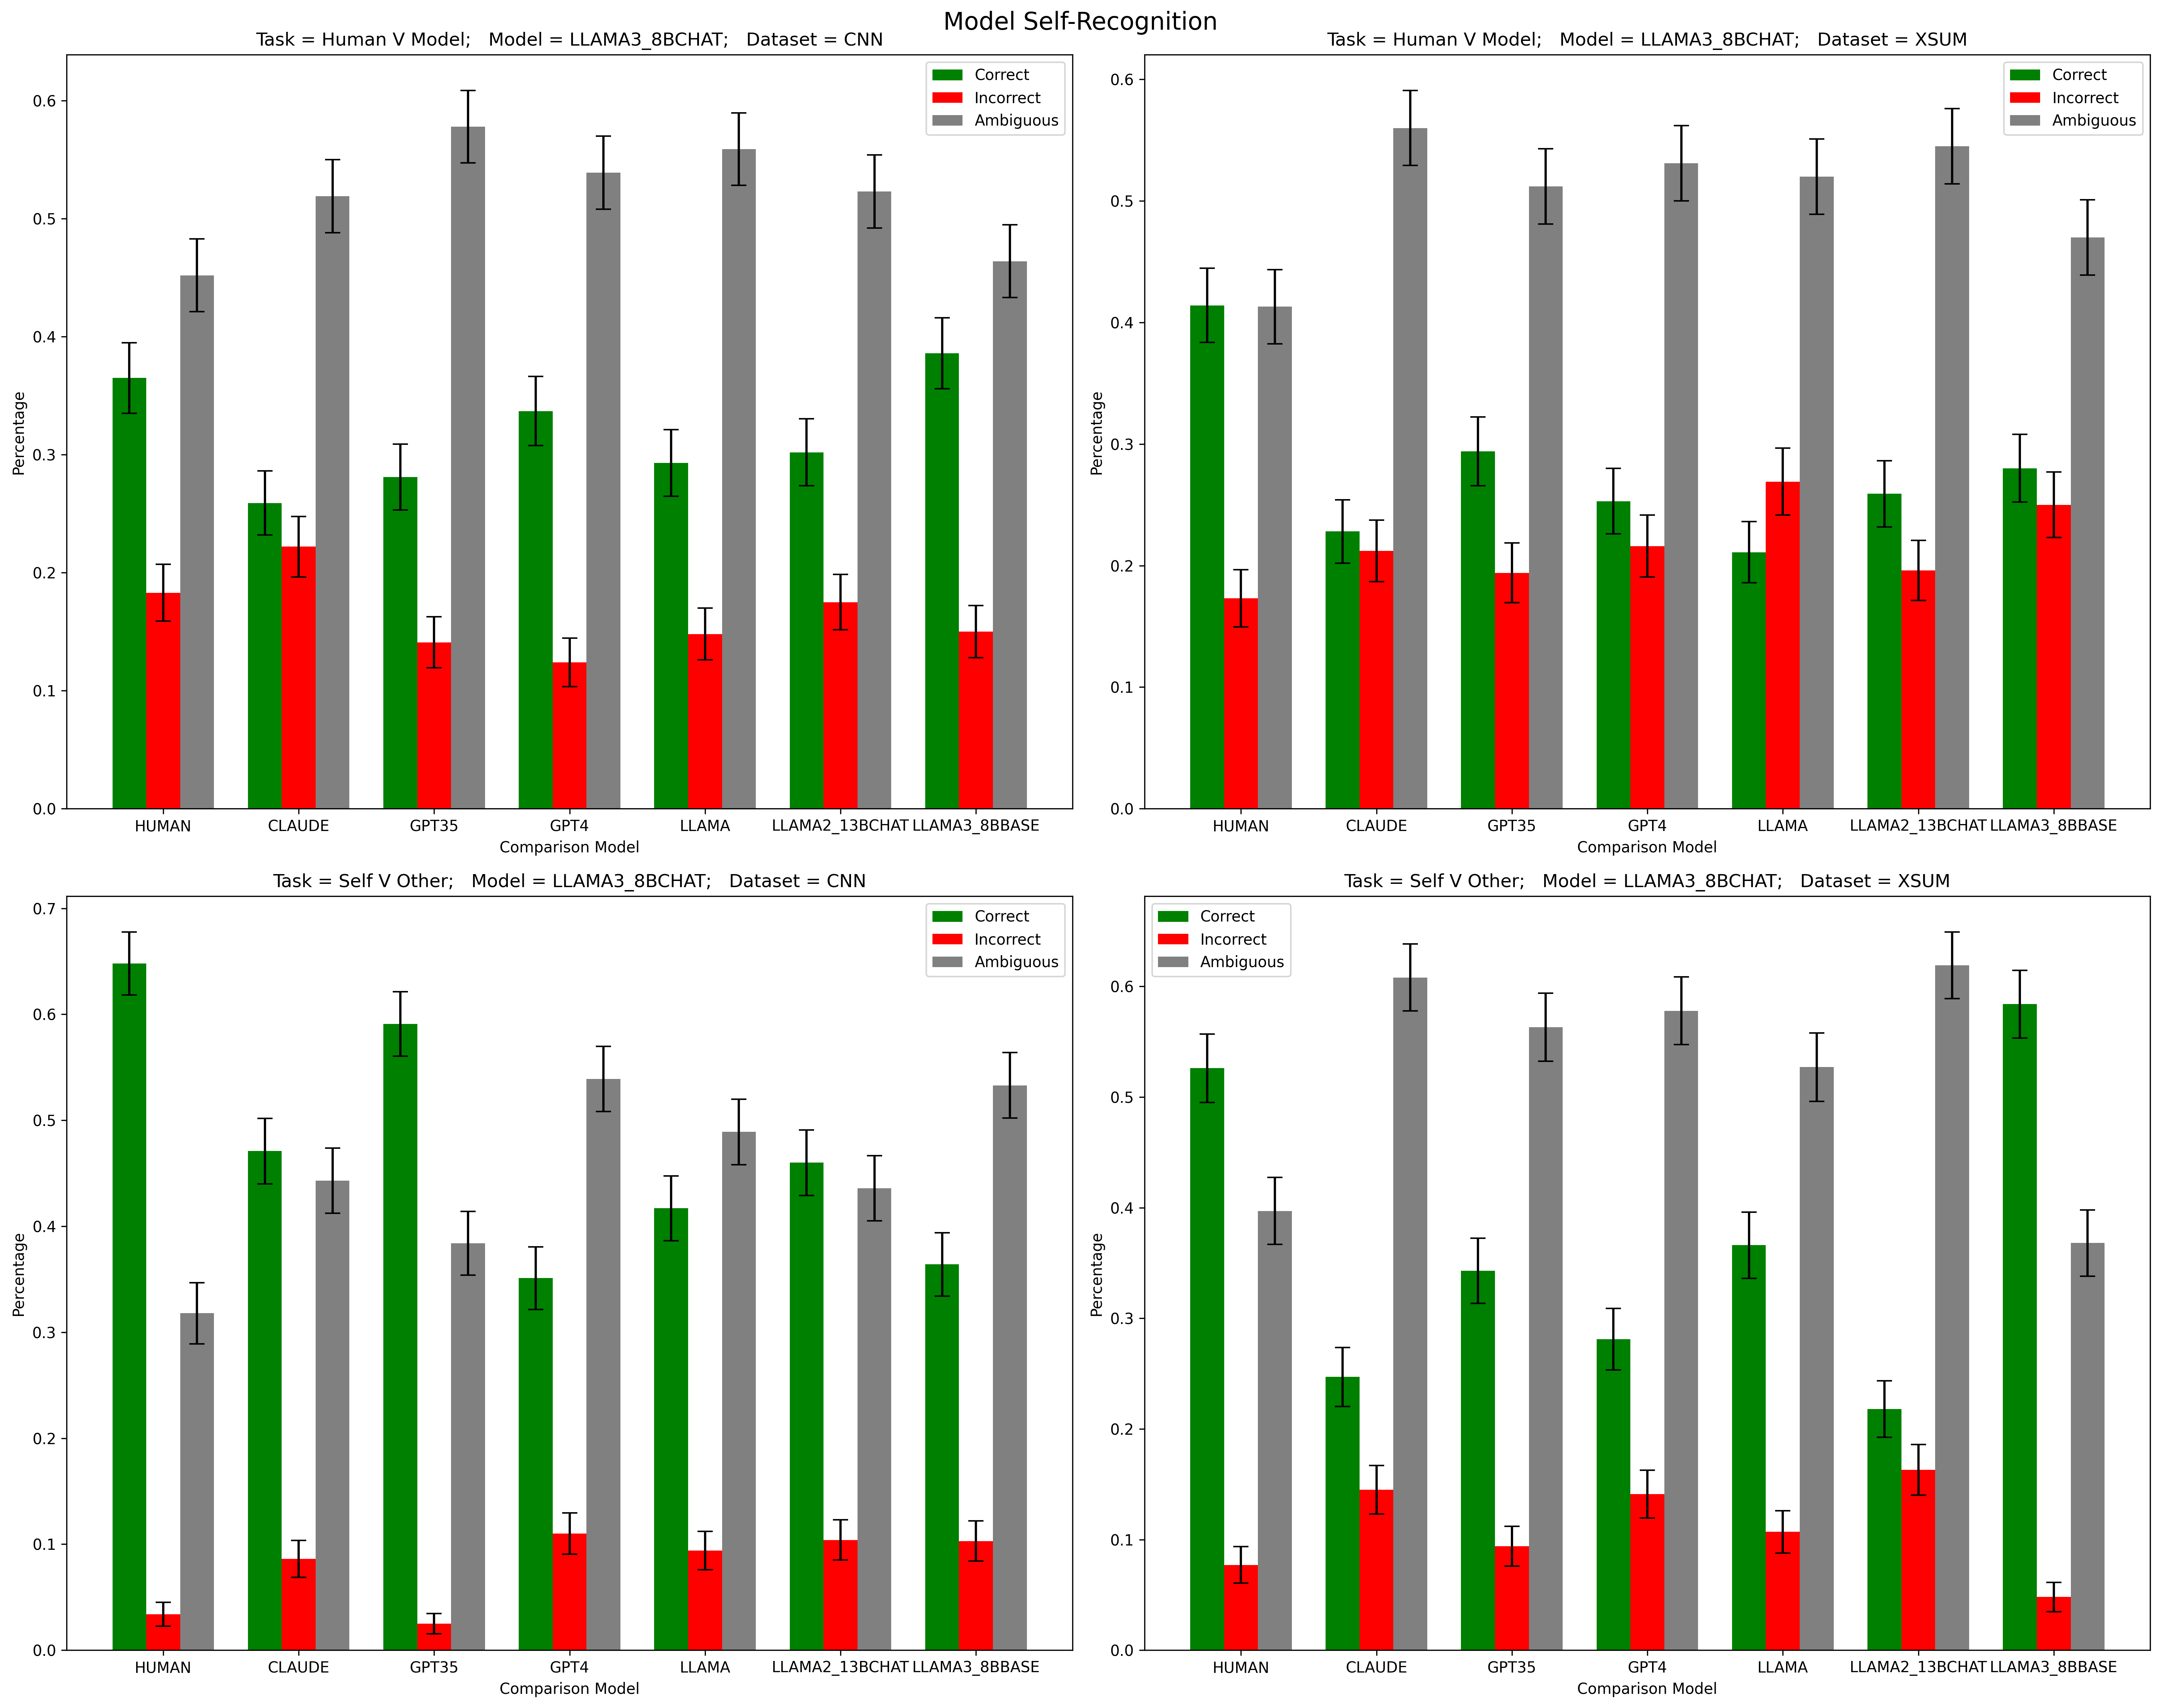 Model Self-Recognition
Task = Human V Model;   Model = LLAMA3_8BCHAT;   Dataset = CNN
Correct
Incorrect
Ambiguous
Percentage
0.6
0.5
0.4
0.3
0.2
0.1
0.0
HUMAN CLAUDE GPT35 GPT4 LLAMA LLAMA2_13BCHAT LLAMA3_8BBASE
Comparison Model
Task = Human V Model;   Model = LLAMA3_8BCHAT;   Dataset = XSUM
Correct
Incorrect
Ambiguous
Percentage
0.6
0.5
0.4
0.3
0.2
0.1
0.0
HUMAN CLAUDE GPT35 GPT4 LLAMA LLAMA2_13BCHAT LLAMA3_8BBASE
Comparison Model
Task = Self V Other;   Model = LLAMA3_8BCHAT;   Dataset = CNN
Correct
Incorrect
Ambiguous
Percentage
0.7
0.6
0.5
0.4
0.3
0.2
0.1
0.0
HUMAN CLAUDE GPT35 GPT4 LLAMA LLAMA2_13BCHAT LLAMA3_8BBASE
Comparison Model
Task = Self V Other;   Model = LLAMA3_8BCHAT;   Dataset = XSUM
Correct
Incorrect
Ambiguous
Percentage
0.6
0.5
0.4
0.3
0.2
0.1
0.0
HUMAN CLAUDE GPT35 GPT4 LLAMA LLAMA2_13BCHAT LLAMA3_8BBASE
Comparison Model